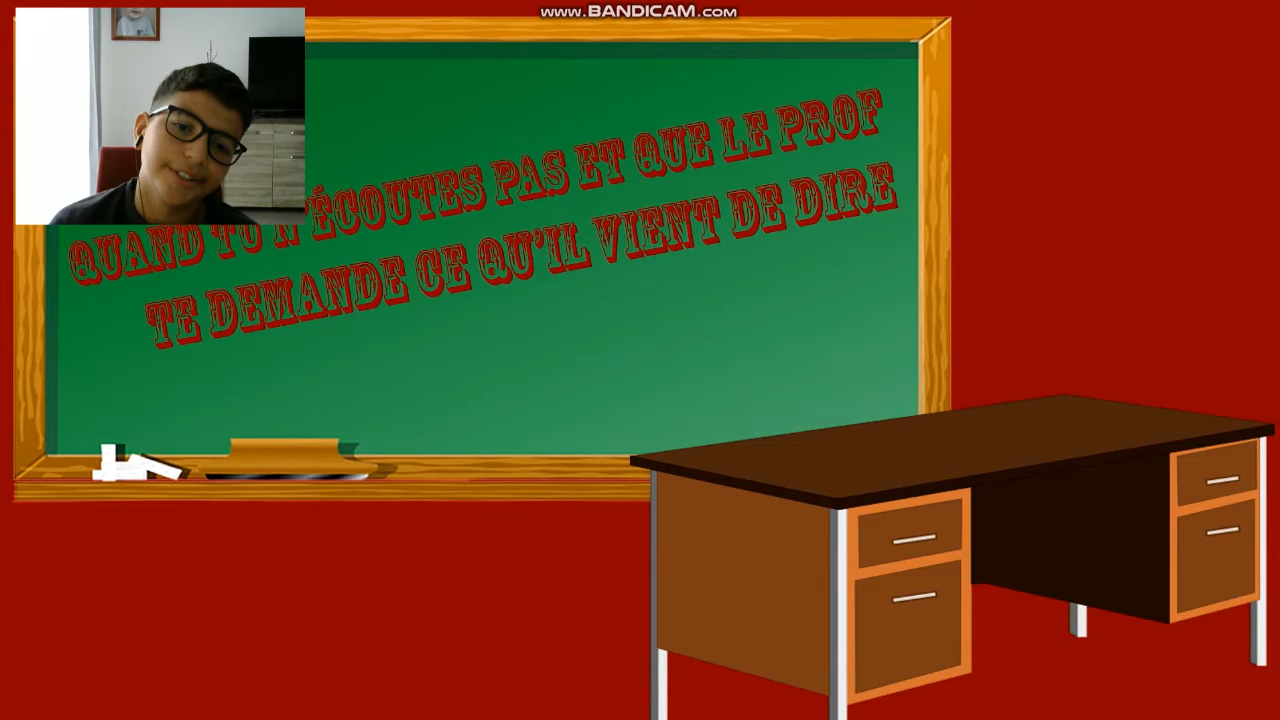 www.BANDICAM.com
QUAND TU N'ÉCOUTES PAS ET QUE LE PROF
TE DEMANDE CE QU'IL VIENT DE DIRE